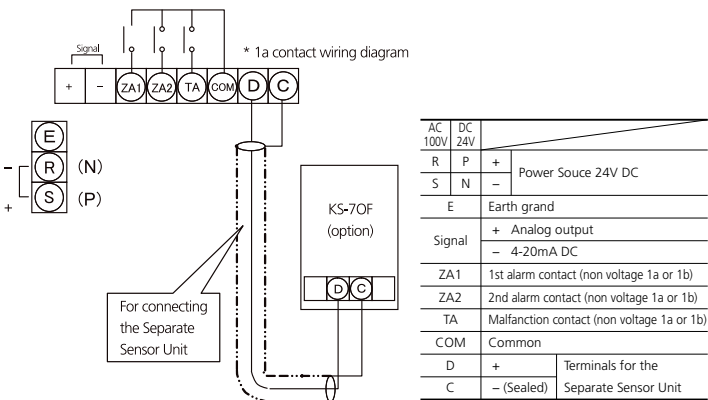 Signal
* 1a contact wiring diagram
+ − ZA1 ZA2 TA COM D C
E
− R (N)
+ S (P)
KS-7OF
(option)
D C
For connecting
the Separate
Sensor Unit
AC 100V DC 24V
R P + Power Souce 24V DC
S N −
E Earth grand
Signal + Analog output
− 4-20mA DC
ZA1 1st alarm contact (non voltage 1a or 1b)
ZA2 2nd alarm contact (non voltage 1a or 1b)
TA Malfanction contact (non voltage 1a or 1b)
COM Common
D + Terminals for the
C − (Sealed) Separate Sensor Unit